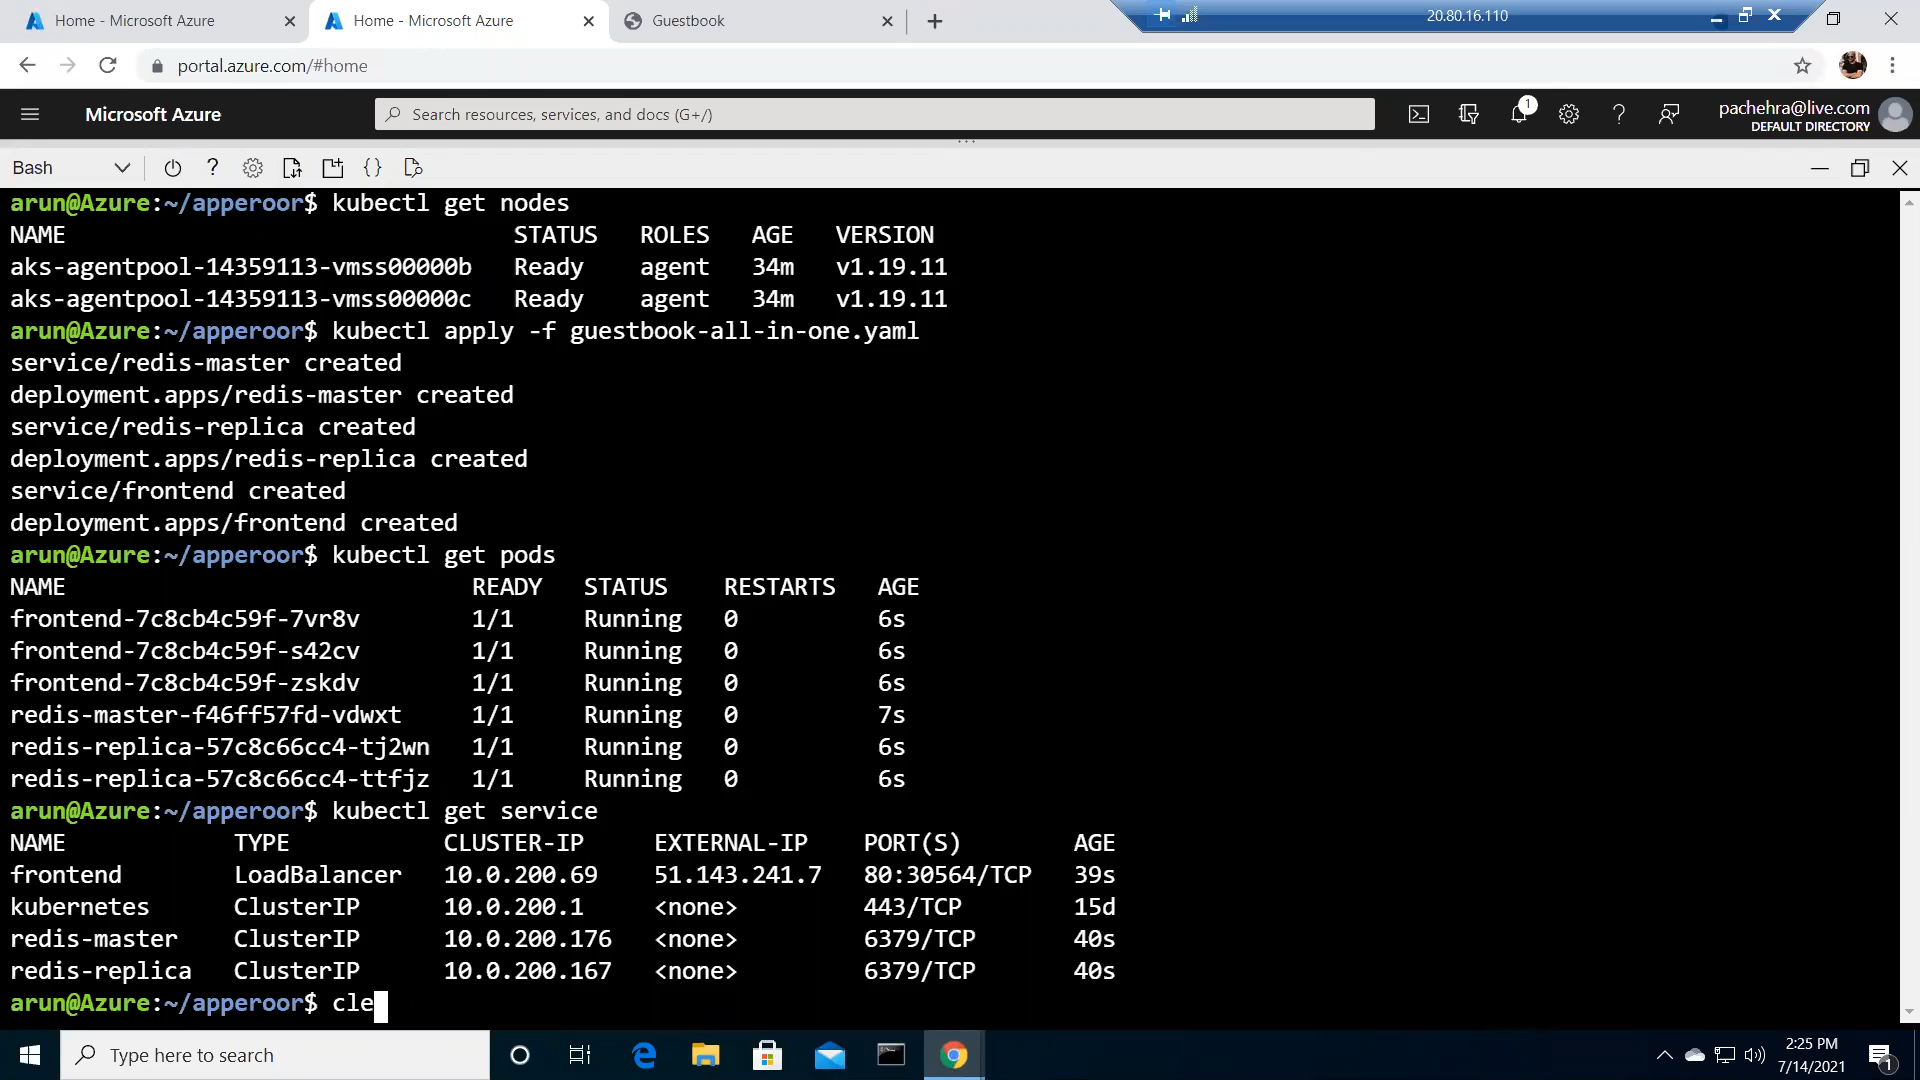 Home - Microsoft Azure
Home - Microsoft Azure
Guestbook
20.80.16.110
portal.azure.com/#home
Microsoft Azure
Search resources, services, and docs (G+/)
1
pachehra@live.com
DEFAULT DIRECTORY
Bash
arun@Azure:~/apperoor$ kubectl get nodes
NAME STATUS ROLES AGE VERSION
aks-agentpool-14359113-vmss00000b Ready agent 34m v1.19.11
aks-agentpool-14359113-vmss00000c Ready agent 34m v1.19.11
arun@Azure:~/apperoor$ kubectl apply -f guestbook-all-in-one.yaml
service/redis-master created
deployment.apps/redis-master created
service/redis-replica created
deployment.apps/redis-replica created
service/frontend created
deployment.apps/frontend created
arun@Azure:~/apperoor$ kubectl get pods
NAME READY STATUS RESTARTS AGE
frontend-7c8cb4c59f-7vr8v 1/1 Running 0 6s
frontend-7c8cb4c59f-s42cv 1/1 Running 0 6s
frontend-7c8cb4c59f-zskdv 1/1 Running 0 6s
redis-master-f46ff57fd-vdwxt 1/1 Running 0 7s
redis-replica-57c8c66cc4-tj2wn 1/1 Running 0 6s
redis-replica-57c8c66cc4-ttfjz 1/1 Running 0 6s
arun@Azure:~/apperoor$ kubectl get service
NAME TYPE CLUSTER-IP EXTERNAL-IP PORT(S) AGE
frontend LoadBalancer 10.0.200.69 51.143.241.7 80:30564/TCP 39s
kubernetes ClusterIP 10.0.200.1 <none> 443/TCP 15d
redis-master ClusterIP 10.0.200.176 <none> 6379/TCP 40s
redis-replica ClusterIP 10.0.200.167 <none> 6379/TCP 40s
arun@Azure:~/apperoor$ cle
Type here to search
2:25 PM
7/14/2021
1